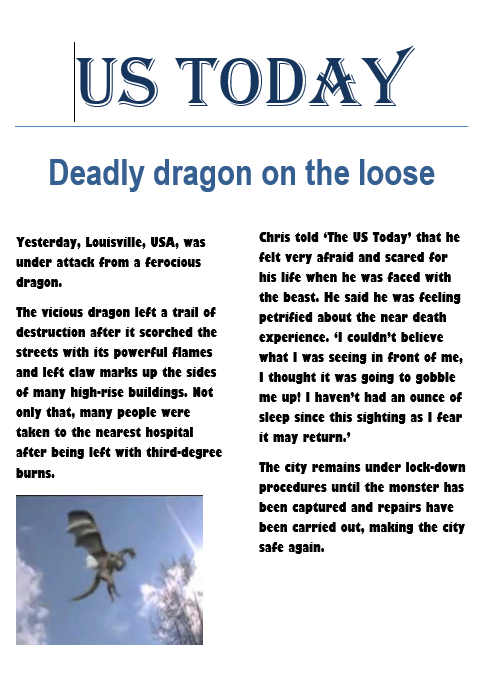 US TODAY
Deadly dragon on the loose
Yesterday, Louisville, USA, was
under attack from a ferocious
dragon.
The vicious dragon left a trail of
destruction after it scorched the
streets with its powerful flames
and left claw marks up the sides
of many high-rise buildings. Not
only that, many people were
taken to the nearest hospital
after being left with third-degree
burns.
Chris told ‘The US Today’ that he
felt very afraid and scared for
his life when he was faced with
the beast. He said he was feeling
petrified about the near death
experience. ‘I couldn’t believe
what I was seeing in front of me,
I thought it was going to gobble
me up! I haven’t had an ounce of
sleep since this sighting as I fear
it may return.’
The city remains under lock-down
procedures until the monster has
been captured and repairs have
been carried out, making the city
safe again.